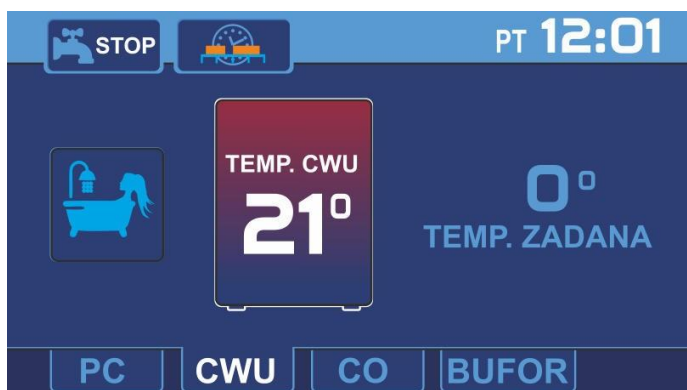 STOP
PT 12:01
TEMP. CWU
21°
0°
TEMP. ZADANA
PC CWU CO BUFOR